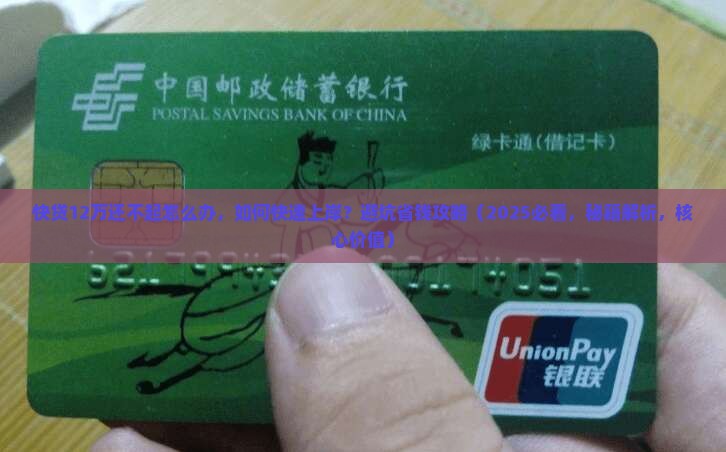 中国邮政储蓄银行
POSTAL SAVINGS BANK OF CHINA
绿卡通(借记卡)
快贷12万还不起怎么办，如何快速上岸？避坑省钱攻略（2025必看，秘籍解析，核
心价值）
UnionPay
银联